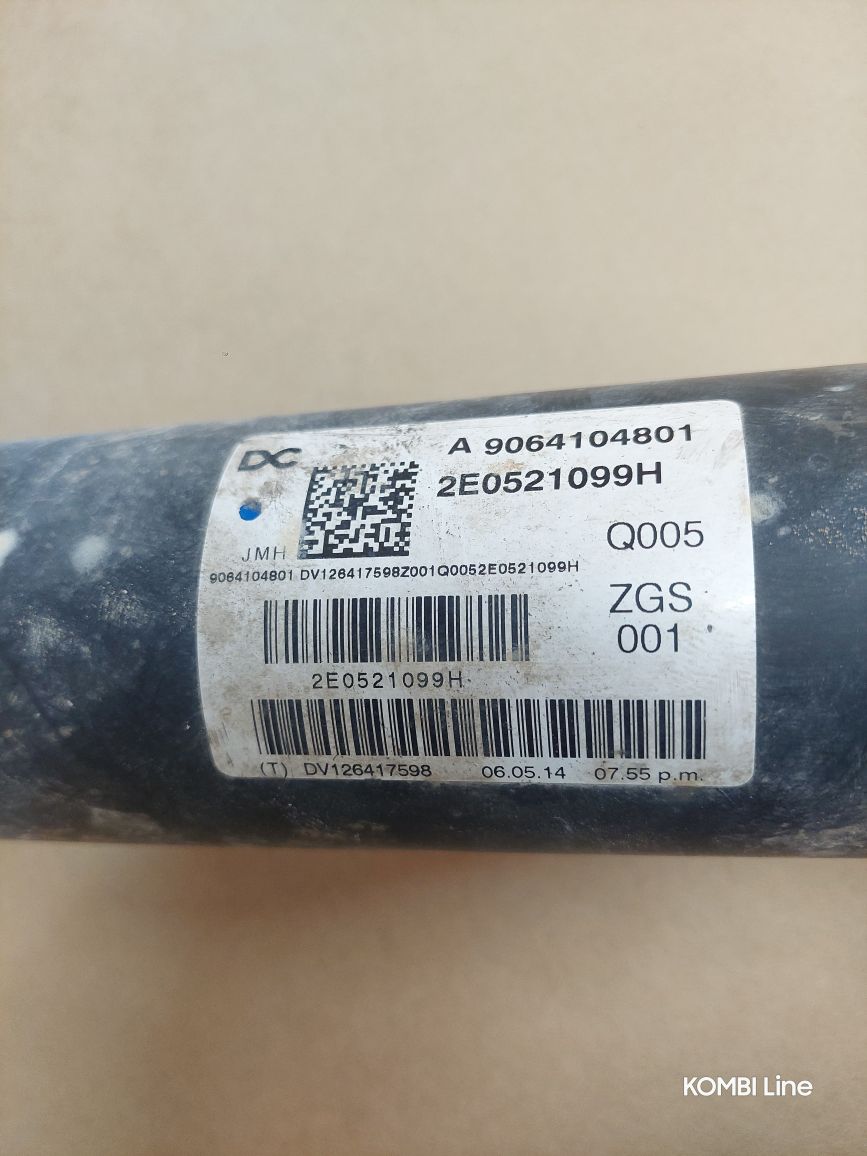 DC
A 9064104801
2E0521099H
JMH
Q005
9064104801 DV126417598Z001Q0052E0521099H
ZGS
001
2E0521099H
(T) DV126417598 06.05.14 07.55 p.m.
KOMBI Line